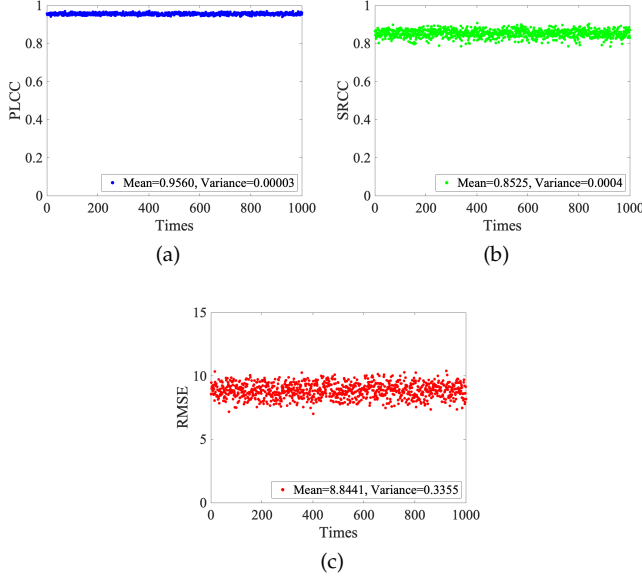 1
0.8
0.6
0.4
0.2
0
PLCC
Mean=0.9560, Variance=0.00003
0 200 400 600 800 1000
Times
(a)
1
0.8
0.6
0.4
0.2
0
SRCC
Mean=0.8525, Variance=0.0004
0 200 400 600 800 1000
Times
(b)
15
10
5
0
RMSE
Mean=8.8441, Variance=0.3355
0 200 400 600 800 1000
Times
(c)